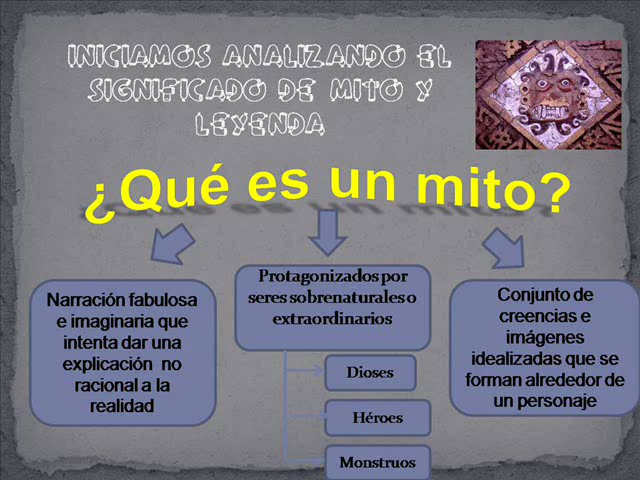 INICIAMOS ANALIZANDO EL
SIGNIFICADO DE MITO Y
LEYENDA
¿Qué es un mito?
Narración fabulosa
e imaginaria que
intenta dar una
explicación no
racional a la
realidad
Protagonizados por
seres sobrenaturales o
extraordinarios
Dioses
Héroes
Monstruos
Conjunto de
creencias e
imágenes
idealizadas que se
forman alrededor de
un personaje